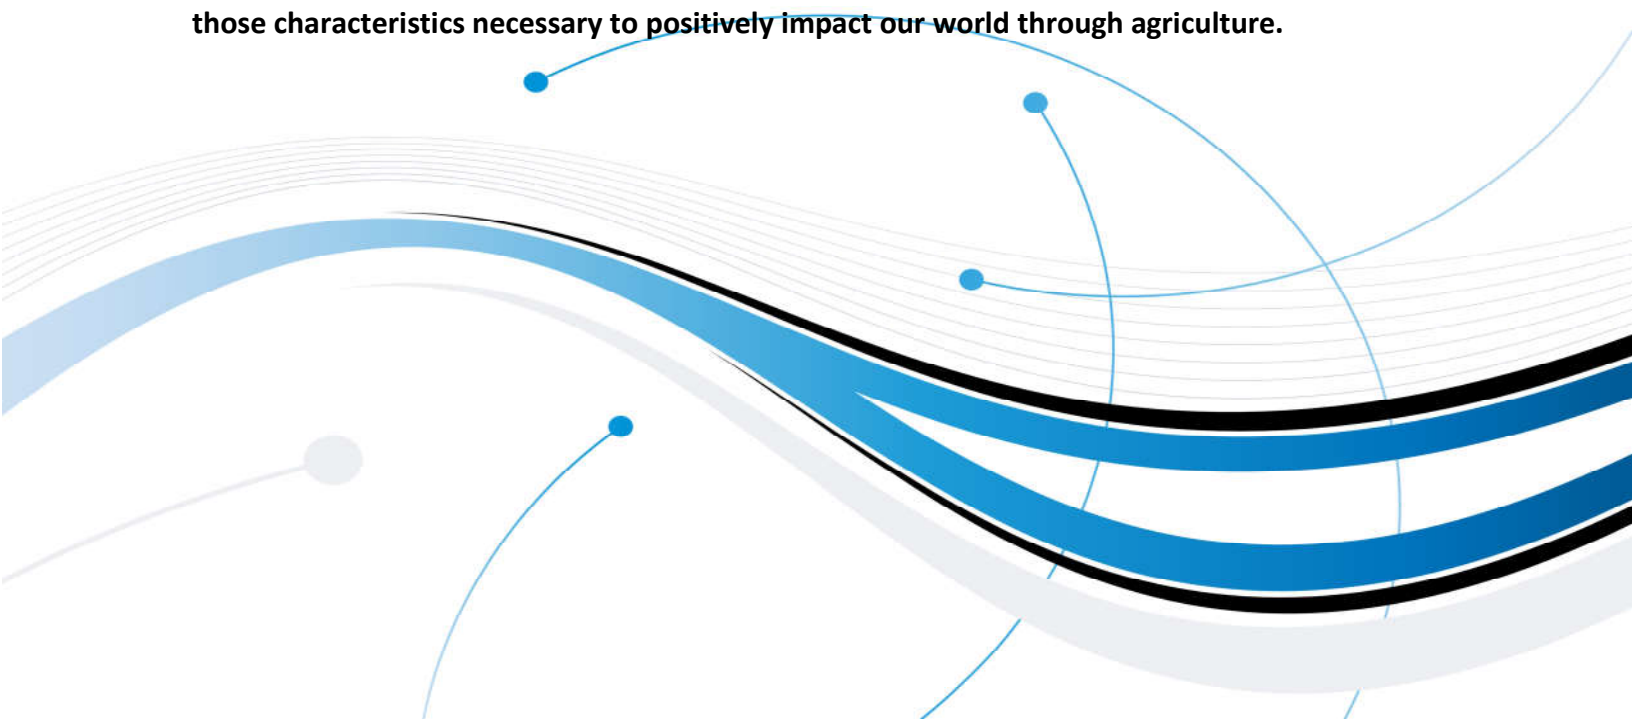 those characteristics necessary to positively impact our world through agriculture.